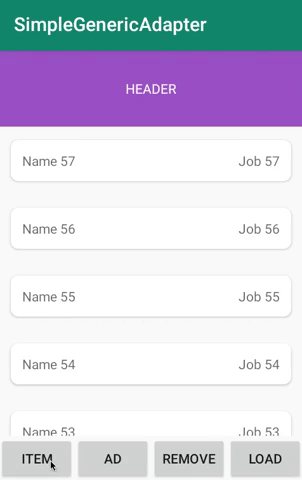 SimpleGenericAdapter
HEADER
Name 57 Job 57
Name 56 Job 56
Name 55 Job 55
Name 54 Job 54
Name 53 Job 53
ITEM AD REMOVE LOAD